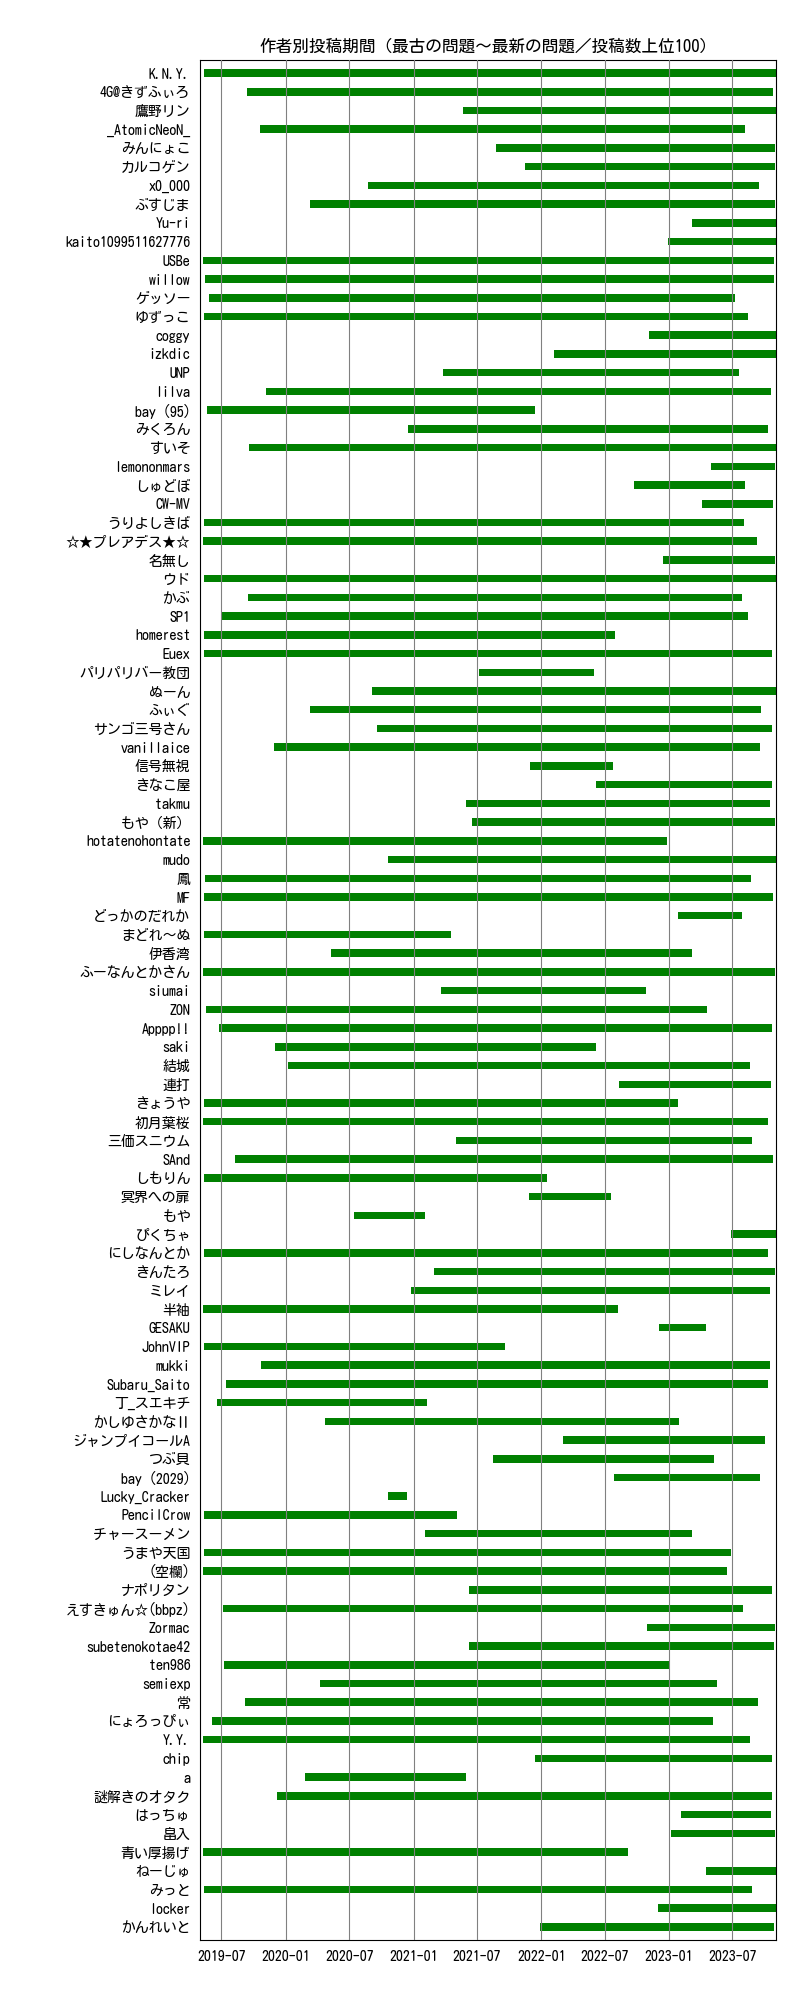 作者別投稿期間（最古の問題～最新の問題／投稿数上位100）
K.N.Y.
4G@きずふぃろ
鷹野リン
_AtomicNeoN_
みんにょこ
カルコゲン
x0_000
ぶすじま
Yu-ri
kaito1099511627776
USBe
willow
ゲッソー
ゆずっこ
coggy
izkdic
UNP
lilva
bay (95)
みくろん
すいそ
lemononmars
しゅどぼ
CW-MV
うりよしきば
☆★プレアデス★☆
名無し
ウド
かぶ
SP1
homerest
Euex
パリパリバー教団
ぬーん
ふぃぐ
サンゴ三号さん
vanillaice
信号無視
きなこ屋
takmu
もや（新）
hotatenohontate
mudo
鳳
MF
どっかのだれか
まどれ～ぬ
伊香湾
ふーなんとかさん
siumai
ZON
Appppll
saki
結城
連打
きょうや
初月葉桜
三価スニウム
SAnd
しもりん
冥界への扉
もや
ぴくちゃ
にしなんとか
きんたろ
ミレイ
半袖
GESAKU
JohnVIP
mukki
Subaru_Saito
丁_スエキチ
かしゆさかなⅡ
ジャンプイコールA
つぶ貝
bay (2029)
Lucky_Cracker
PencilCrow
チャースーメン
うまや天国
(空欄)
ナポリタン
えすきゅん☆(bbpz)
Zormac
subetenokotae42
ten986
semiexp
常
にょろっぴぃ
Y.Y.
chip
a
謎解きのオタク
はっちゅ
畠入
青い厚揚げ
ねーじゅ
みっと
locker
かんれいと
2019-07 2020-01 2020-07 2021-01 2021-07 2022-01 2022-07 2023-01 2023-07